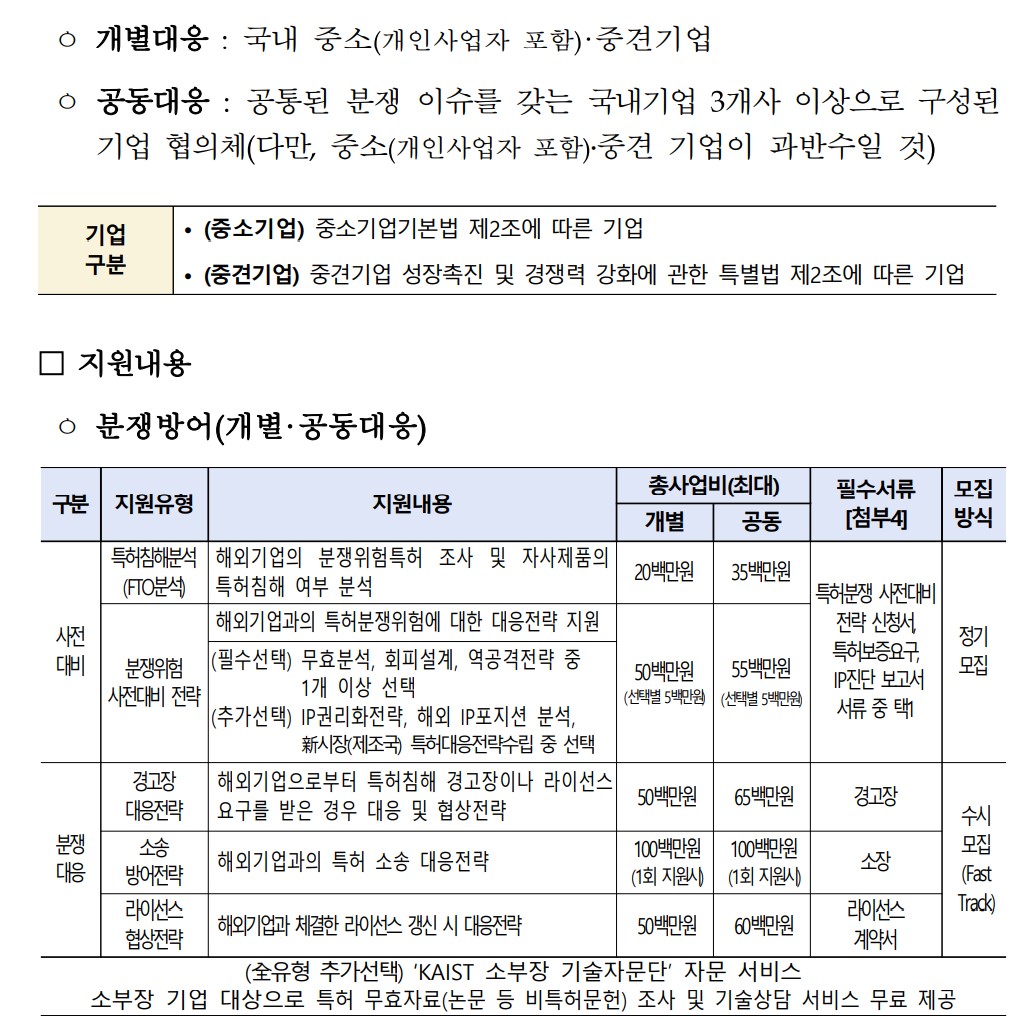 ㅇ 개별대응 : 국내 중소(개인사업자 포함)·중견기업
ㅇ 공동대응 : 공통된 분쟁 이슈를 갖는 국내기업 3개사 이상으로 구성된
기업 협의체(다만, 중소(개인사업자 포함)·중견 기업이 과반수일 것)
기업
구분
• (중소기업) 중소기업기본법 제2조에 따른 기업
• (중견기업) 중견기업 성장촉진 및 경쟁력 강화에 관한 특별법 제2조에 따른 기업
□ 지원내용
ㅇ 분쟁방어(개별·공동대응)
구분
지원유형
지원내용
총사업비(최대)
개별
공동
필수서류
[첨부4]
모집
방식
사전
대비
특허침해분석
(FTO분석)
해외기업의 분쟁위험특허 조사 및 자사제품의
특허침해 여부 분석
20백만원
35백만원
특허분쟁 사전대비
전략 신청서,
특허보증요구,
IP진단 보고서
서류 중 택1
정기
모집
분쟁위험
사전대비 전략
해외기업과의 특허분쟁위험에 대한 대응전략 지원
(필수선택) 무효분석, 회피설계, 역공격전략 중
1개 이상 선택
(추가선택) IP권리화전략, 해외 IP포지션 분석,
新시장(제조국) 특허대응전략수립 중 선택
50백만원
(선택별 5백만원)
55백만원
(선택별 5백만원)
분쟁
대응
경고장
대응전략
해외기업으로부터 특허침해 경고장이나 라이선스
요구를 받은 경우 대응 및 협상전략
50백만원
65백만원
경고장
수시
모집
(Fast
Track)
소송
방어전략
해외기업과의 특허 소송 대응전략
100백만원
(1회 지원시)
100백만원
(1회 지원시)
소장
라이선스
협상전략
해외기업과 체결한 라이선스 갱신 시 대응전략
50백만원
60백만원
라이선스
계약서
(全유형 추가선택) ‘KAIST 소부장 기술자문단’ 자문 서비스
소부장 기업 대상으로 특허 무효자료(논문 등 비특허문헌) 조사 및 기술상담 서비스 무료 제공